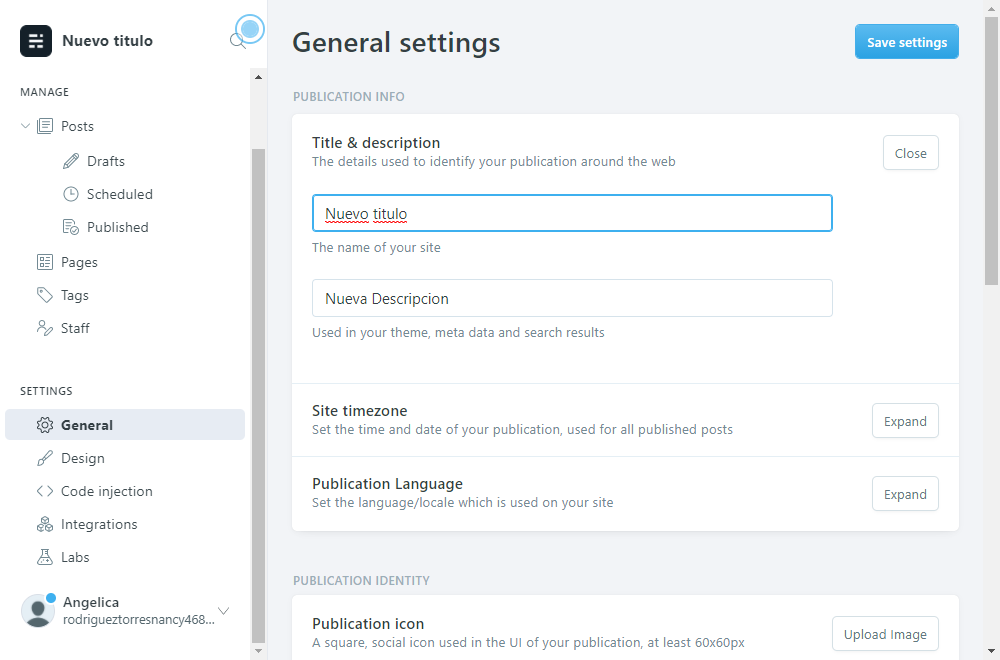 Nuevo titulo
MANAGE
Posts
Drafts
Scheduled
Published
Pages
Tags
Staff
SETTINGS
General
Design
Code injection
Integrations
Labs
Angelica
rodrigueztorresnancy468...
General settings
Save settings
PUBLICATION INFO
Title & description
The details used to identify your publication around the web
Close
Nuevo titulo
The name of your site
Nueva Descripcion
Used in your theme, meta data and search results
Site timezone
Set the time and date of your publication, used for all published posts
Expand
Publication Language
Set the language/locale which is used on your site
Expand
PUBLICATION IDENTITY
Publication icon
A square, social icon used in the UI of your publication, at least 60x60px
Upload Image